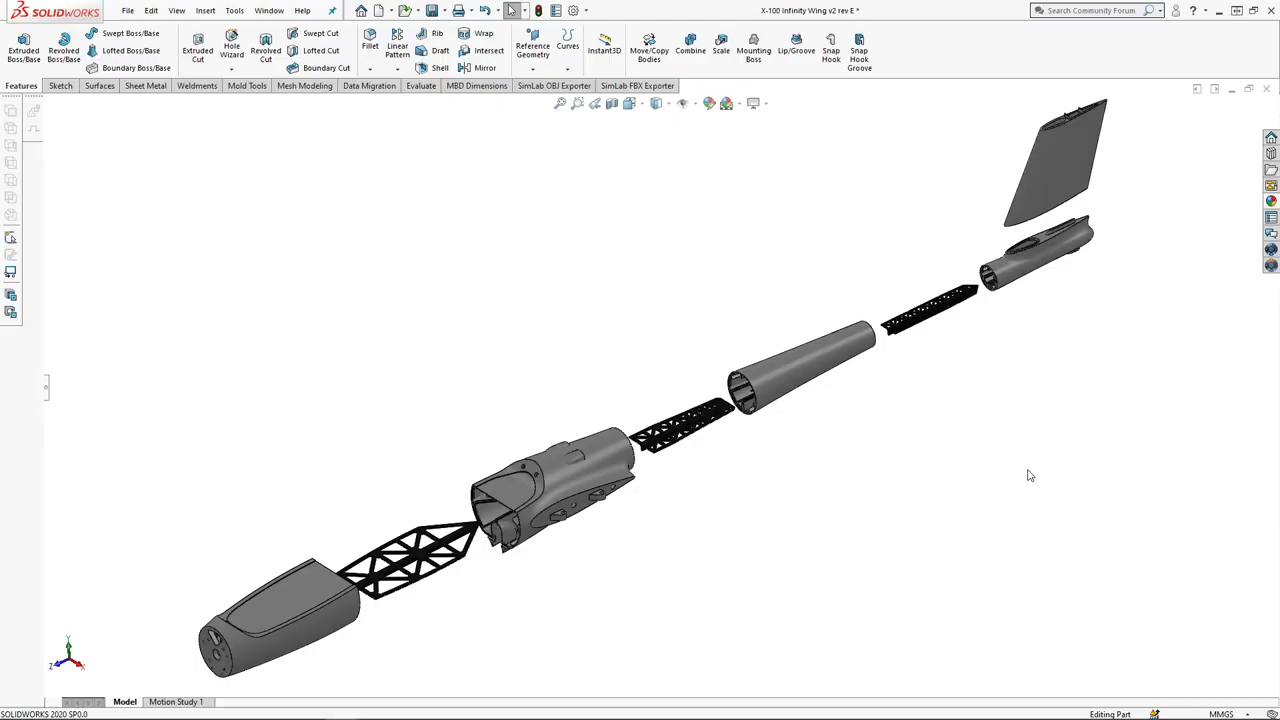 SOLIDWORKS
File Edit View Insert Tools Window Help
X-100 Infinity Wing v2 rev E *
Search Community Forum
Extruded Boss/Base
Revolved Boss/Base
Swept Boss/Base
Lofted Boss/Base
Boundary Boss/Base
Extruded Cut
Hole Wizard
Revolved Cut
Swept Cut
Lofted Cut
Boundary Cut
Fillet
Linear Pattern
Rib
Draft
Shell
Wrap
Intersect
Mirror
Reference Geometry
Curves
Instant3D
Move/Copy Bodies
Combine
Scale
Mounting Boss
Lip/Groove
Snap Hook
Snap Hook Groove
Features Sketch Surfaces Sheet Metal Weldments Mold Tools Mesh Modeling Data Migration Evaluate MBD Dimensions SimLab OBJ Exporter SimLab FBX Exporter
Y
Z
X
Model Motion Study 1
SOLIDWORKS 2020 SP0.0
Editing Part
MMGS